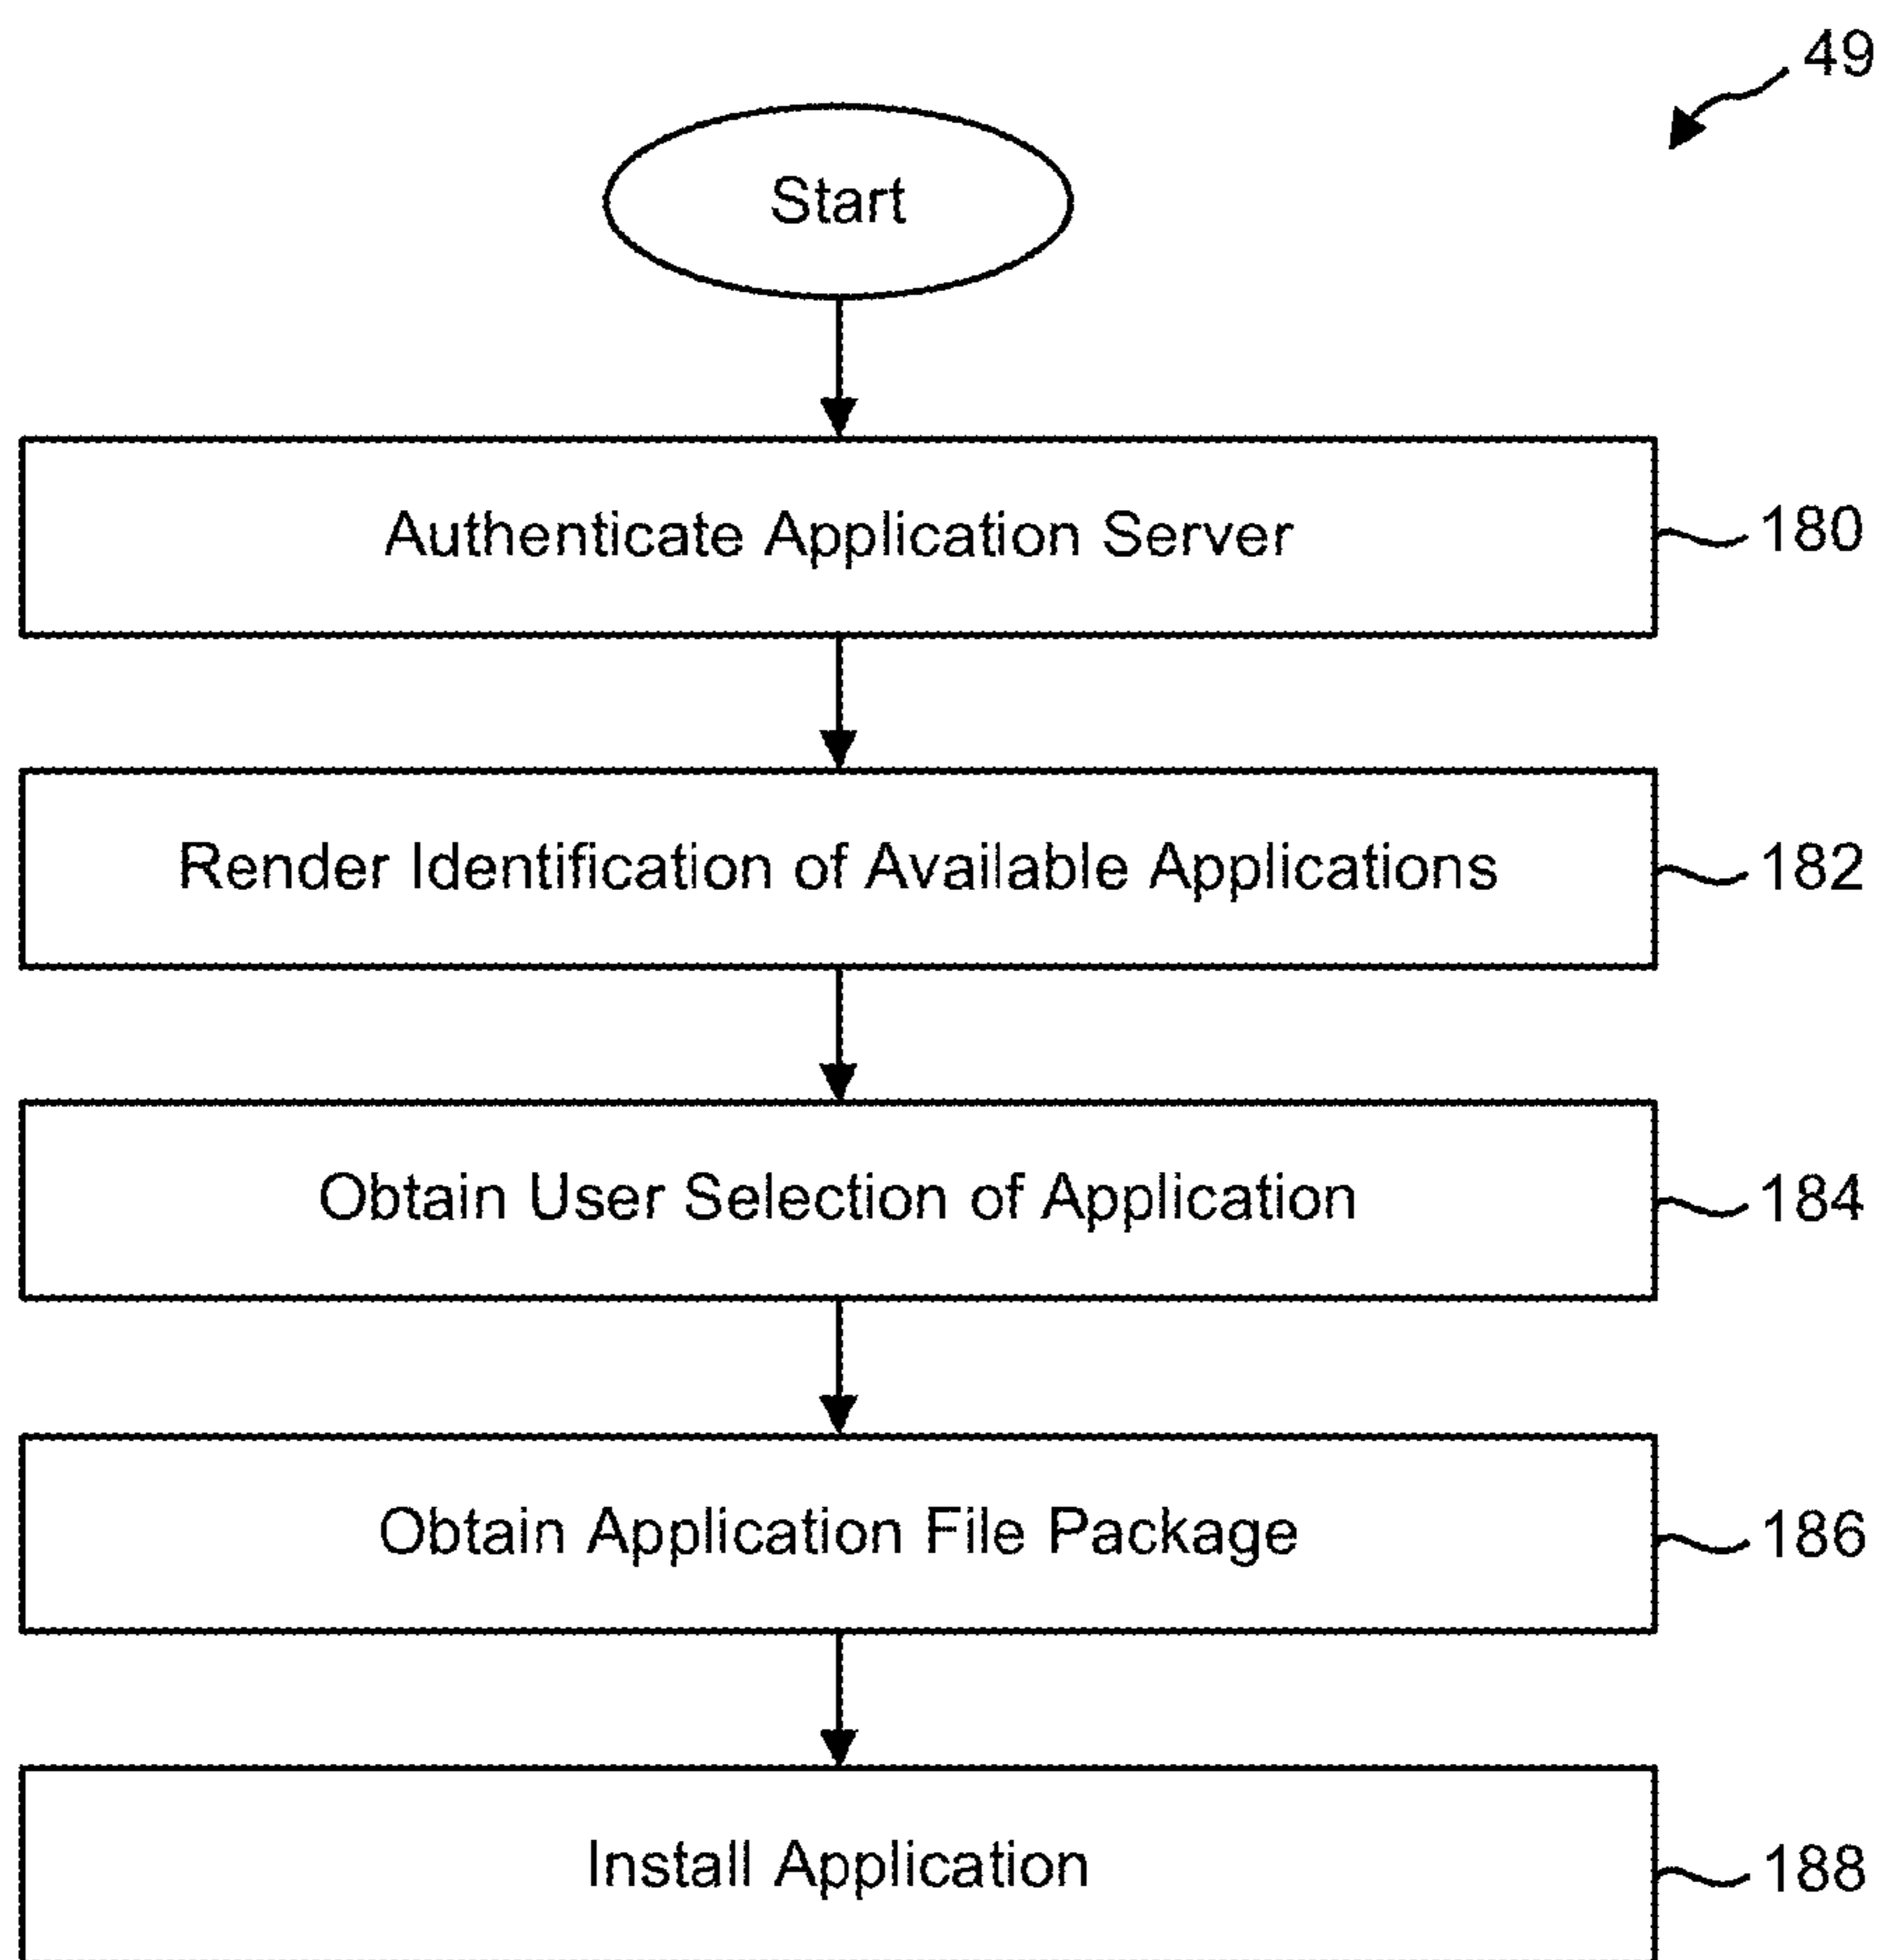 49
Start
Authenticate Application Server
180
Render Identification of Available Applications
182
Obtain User Selection of Application
184
Obtain Application File Package
186
Install Application
188